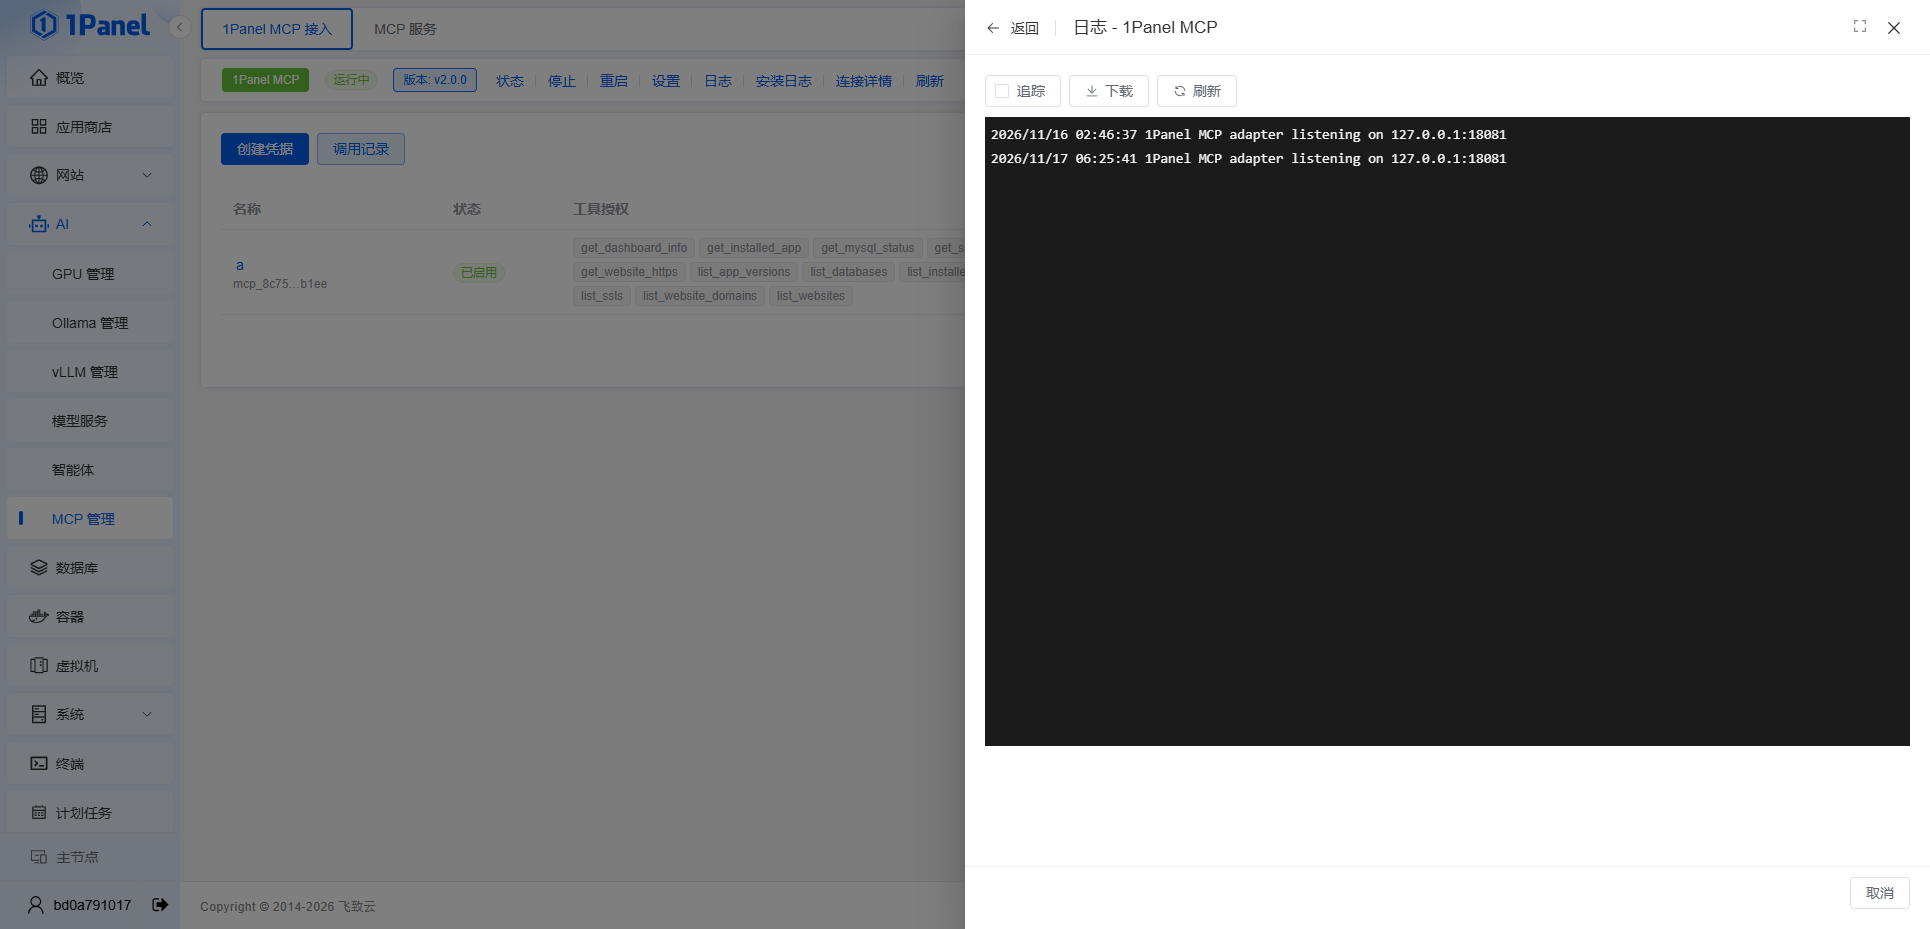 1Panel
概览
应用商店
网站
AI
GPU 管理
Ollama 管理
vLLM 管理
模型服务
智能体
MCP 管理
数据库
容器
虚拟机
系统
终端
计划任务
主节点
bd0a791017
1Panel MCP 接入
MCP 服务
1Panel MCP
运行中
版本: v2.0.0
状态
停止
重启
设置
日志
安装日志
连接详情
刷新
创建凭据
调用记录
名称
状态
工具授权
a
mcp_8c75...b1ee
已启用
get_dashboard_info get_installed_app get_mysql_status get_s
get_website_https list_app_versions list_databases list_installe
list_ssls list_website_domains list_websites
Copyright © 2014-2026 飞致云
返回
日志 - 1Panel MCP
追踪
下载
刷新
2026/11/16 02:46:37 1Panel MCP adapter listening on 127.0.0.1:18081
2026/11/17 06:25:41 1Panel MCP adapter listening on 127.0.0.1:18081
取消